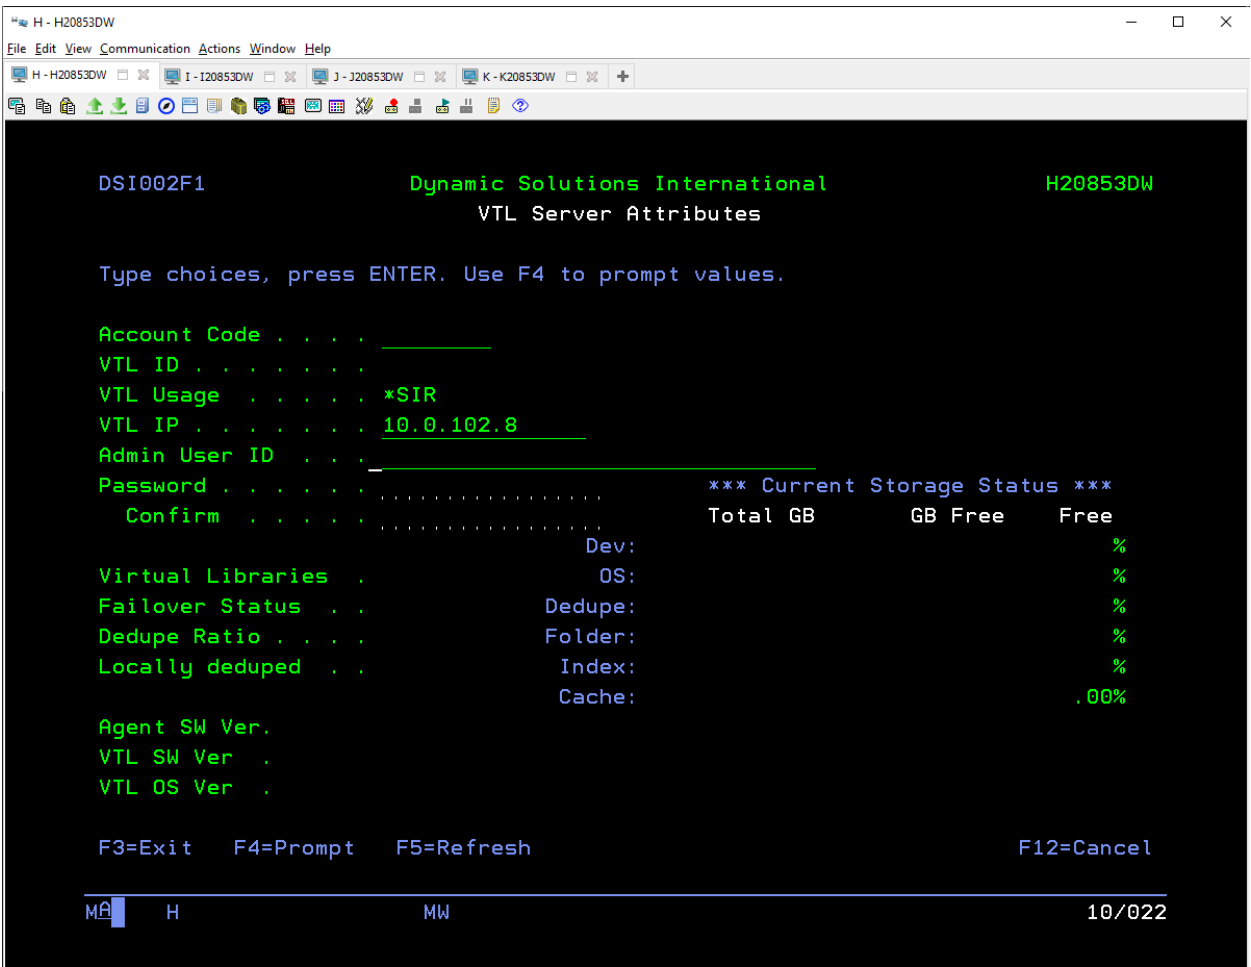 H - H20853DW
File Edit View Communication Actions Window Help
H - H20853DW I - I20853DW J - J20853DW K - K20853DW
DSI002F1 Dynamic Solutions International H20853DW
VTL Server Attributes
Type choices, press ENTER. Use F4 to prompt values.
Account Code . . . .
VTL ID . . . . . . .
VTL Usage . . . . . *SIR
VTL IP . . . . . . . 10.0.102.8
Admin User ID . . .
Password . . . . . . *** Current Storage Status ***
Confirm . . . . . Total GB GB Free Free
Dev: %
Virtual Libraries . OS: %
Failover Status . . Dedupe: %
Dedupe Ratio . . . . Folder: %
Locally deduped . . Index: %
Cache: .00%
Agent SW Ver.
VTL SW Ver .
VTL OS Ver .
F3=Exit F4=Prompt F5=Refresh F12=Cancel
MA H MW 10/022